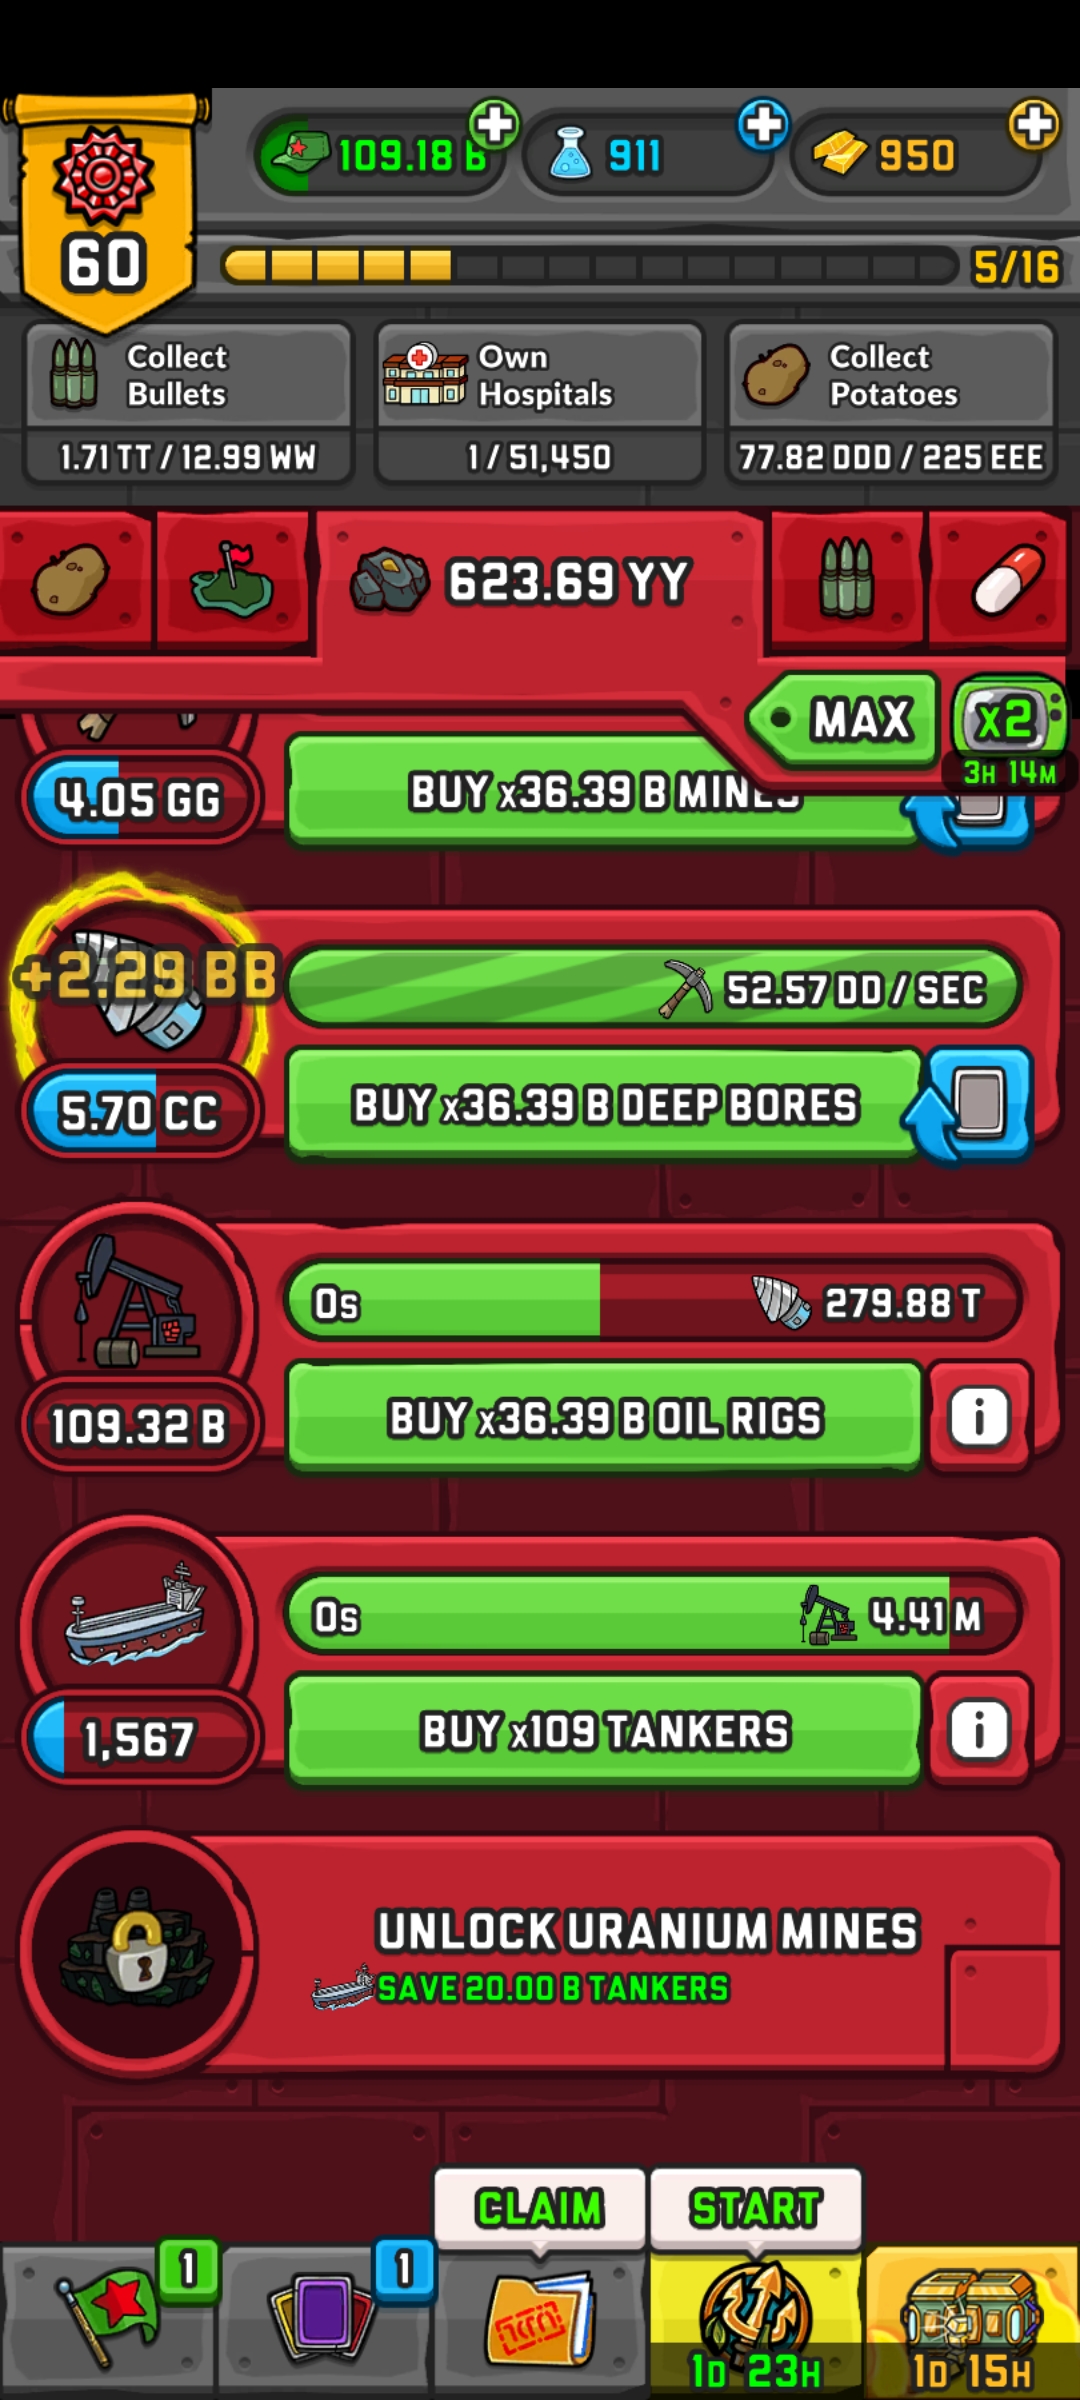 109.18 B
911
950
60
5/16
Collect
Bullets
1.71 TT / 12.99 WW
Own
Hospitals
1 / 51,450
Collect
Potatoes
77.82 DDD / 225 EEE
623.69 YY
MAX
x2
3H 14M
4.05 GG
BUY x36.39 B MINES
+2.29 BB
52.57 DD / SEC
5.70 CC
BUY x36.39 B DEEP BORES
0s
279.88 T
109.32 B
BUY x36.39 B OIL RIGS
i
0s
4.41 M
1,567
BUY x109 TANKERS
i
UNLOCK URANIUM MINES
SAVE 20.00 B TANKERS
CLAIM
START
1
1
1D 23H
1D 15H